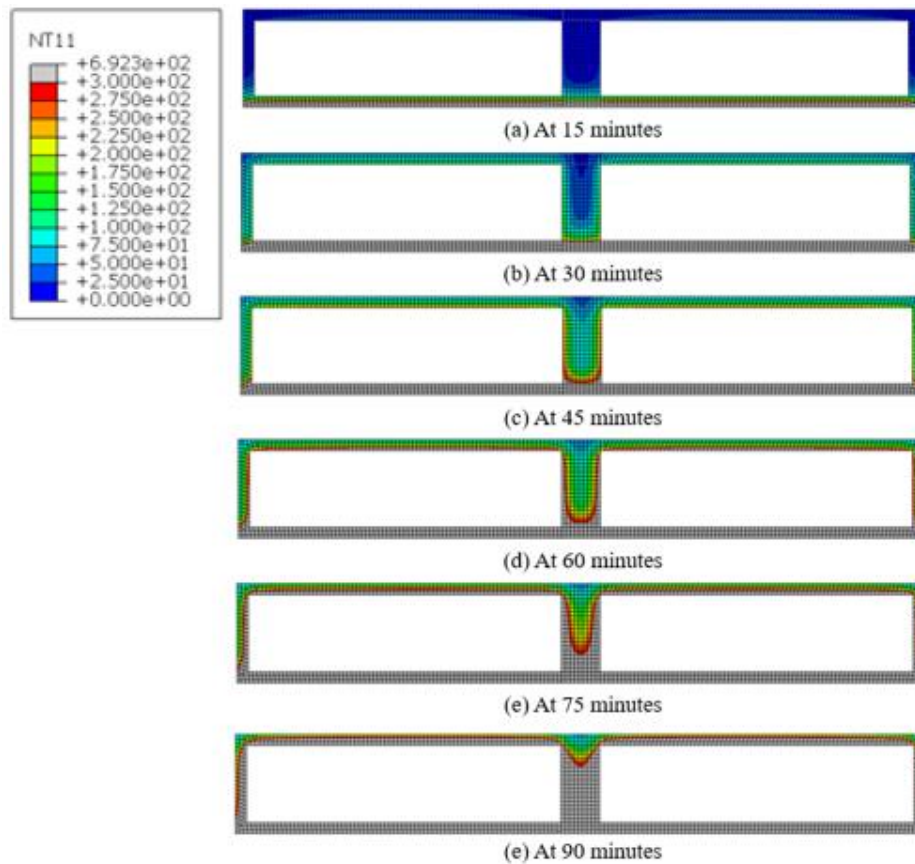 NT11
+6.923e+02
+3.000e+02
+2.750e+02
+2.500e+02
+2.250e+02
+2.000e+02
+1.750e+02
+1.500e+02
+1.250e+02
+1.000e+02
+7.500e+01
+5.000e+01
+2.500e+01
+0.000e+00
(a) At 15 minutes
(b) At 30 minutes
(c) At 45 minutes
(d) At 60 minutes
(e) At 75 minutes
(e) At 90 minutes